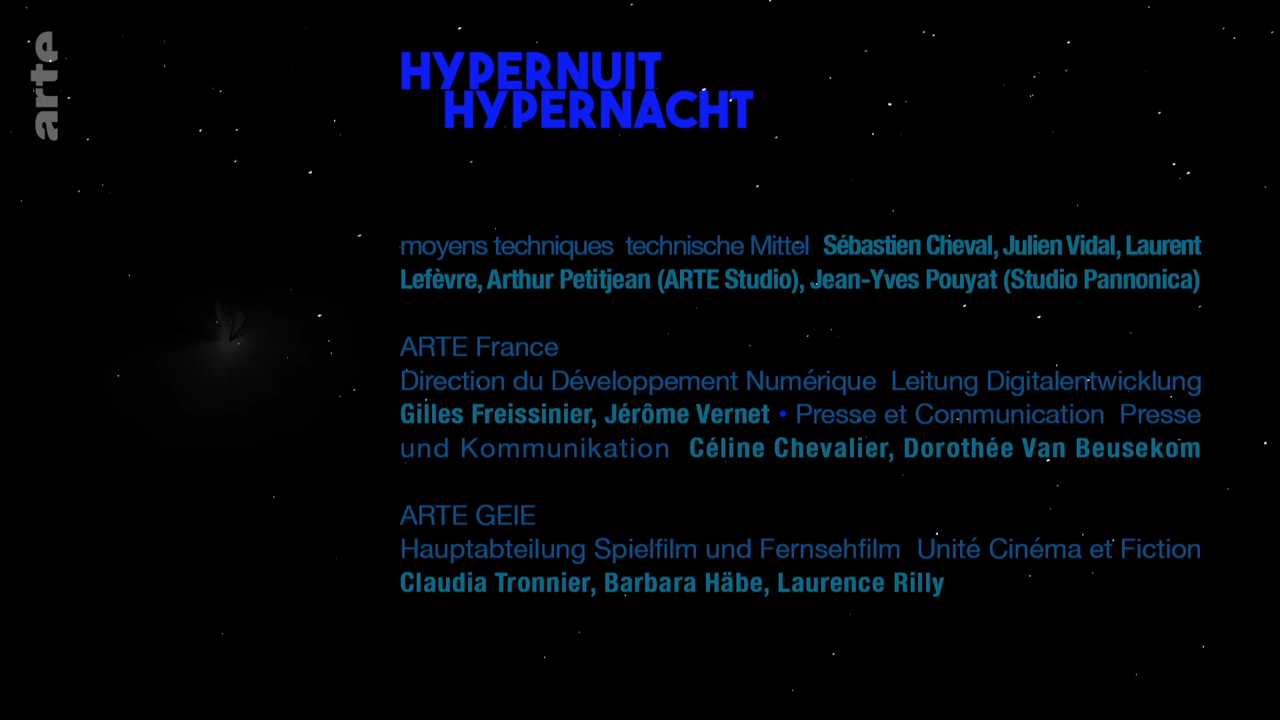 arte
HYPERNUIT
HYPERNACHT
moyens techniques technische Mittel Sébastien Cheval, Julien Vidal, Laurent
Lefèvre, Arthur Petitjean (ARTE Studio), Jean-Yves Pouyat (Studio Pannonica)
ARTE France
Direction du Développement Numérique Leitung Digitalentwicklung
Gilles Freissinier, Jérôme Vernet • Presse et Communication Presse
und Kommunikation Céline Chevalier, Dorothée Van Beusekom
ARTE GEIE
Hauptabteilung Spielfilm und Fernsehfilm Unité Cinéma et Fiction
Claudia Tronnier, Barbara Häbe, Laurence Rilly